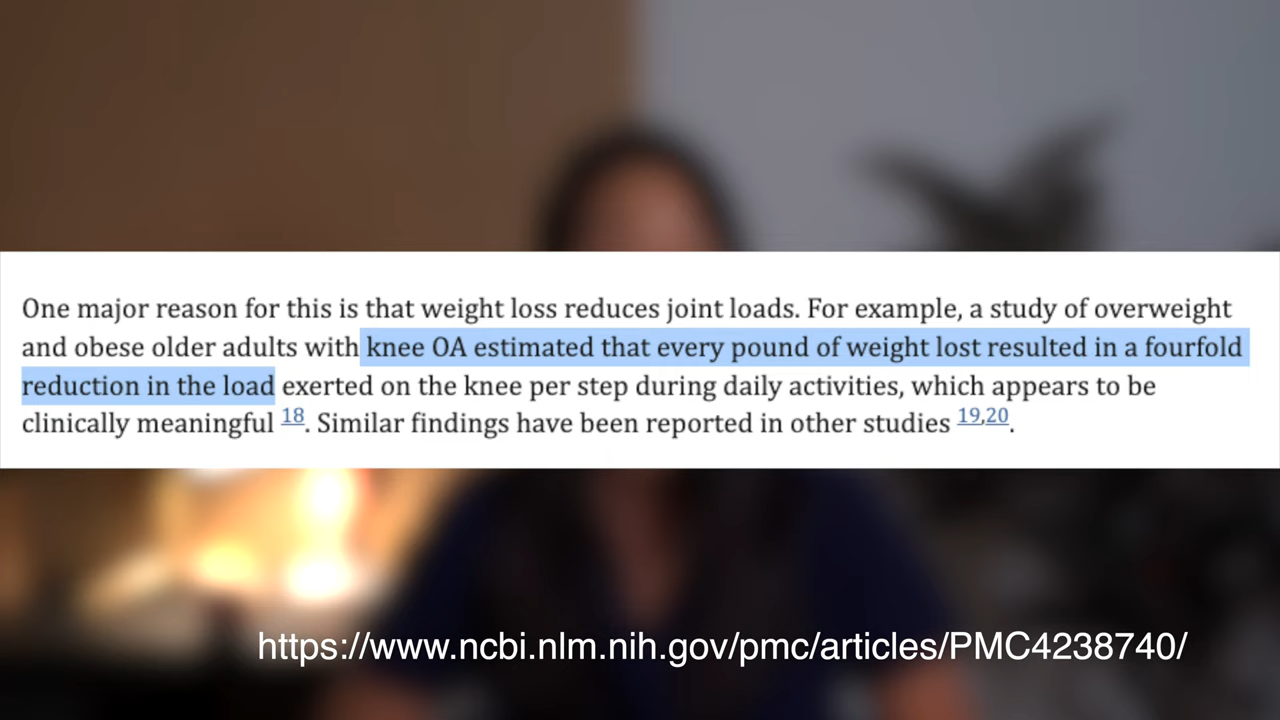 One major reason for this is that weight loss reduces joint loads. For example, a study of overweight
and obese older adults with knee OA estimated that every pound of weight lost resulted in a fourfold
reduction in the load exerted on the knee per step during daily activities, which appears to be
clinically meaningful 18. Similar findings have been reported in other studies 19,20.
https://www.ncbi.nlm.nih.gov/pmc/articles/PMC4238740/